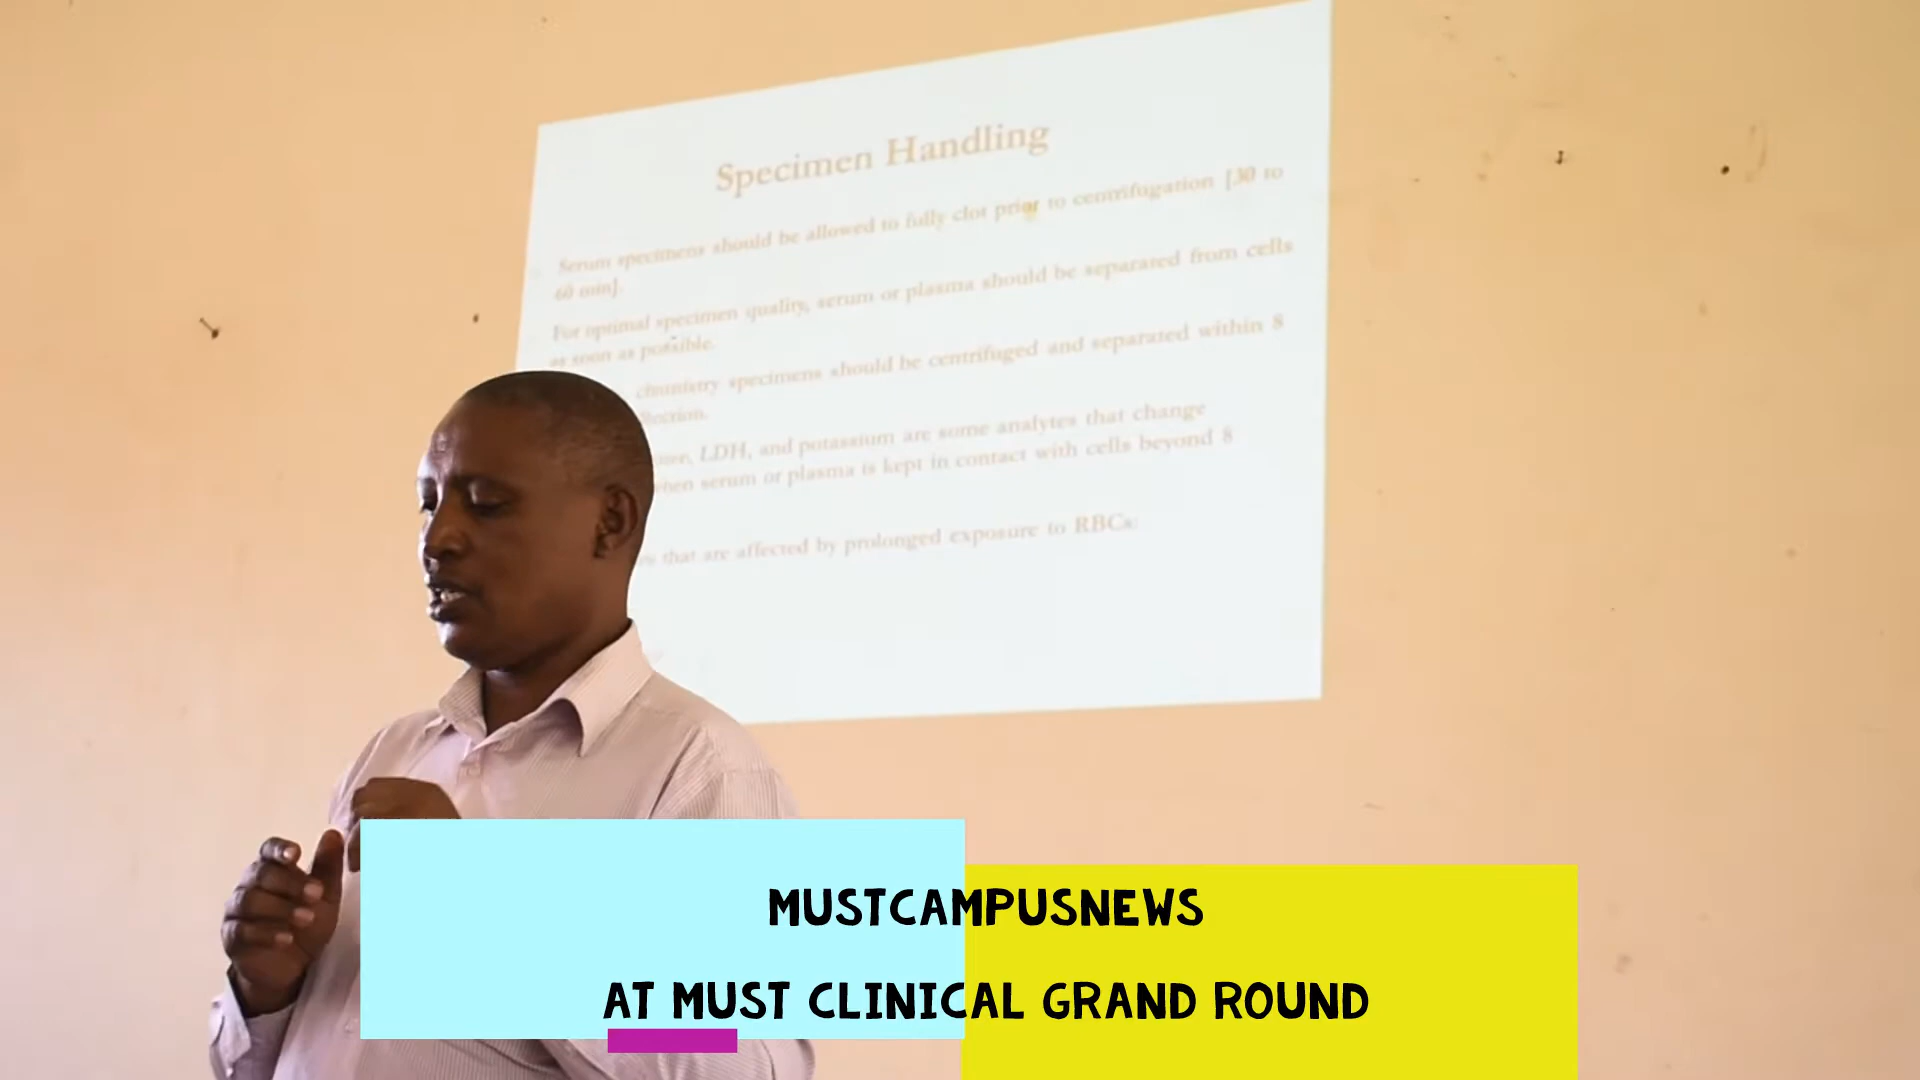 Specimen Handling
Serum specimens should be allowed to fully clot prior to centrifugation [30 to
60 min].
For optimal specimen quality, serum or plasma should be separated from cells
as soon as possible.
chemistry specimens should be centrifuged and separated within 8
LDH, and potassium are some analytes that change
when serum or plasma is kept in contact with cells beyond 8
that are affected by prolonged exposure to RBCs:
MUSTCAMPUSNEWS
AT MUST CLINICAL GRAND ROUND